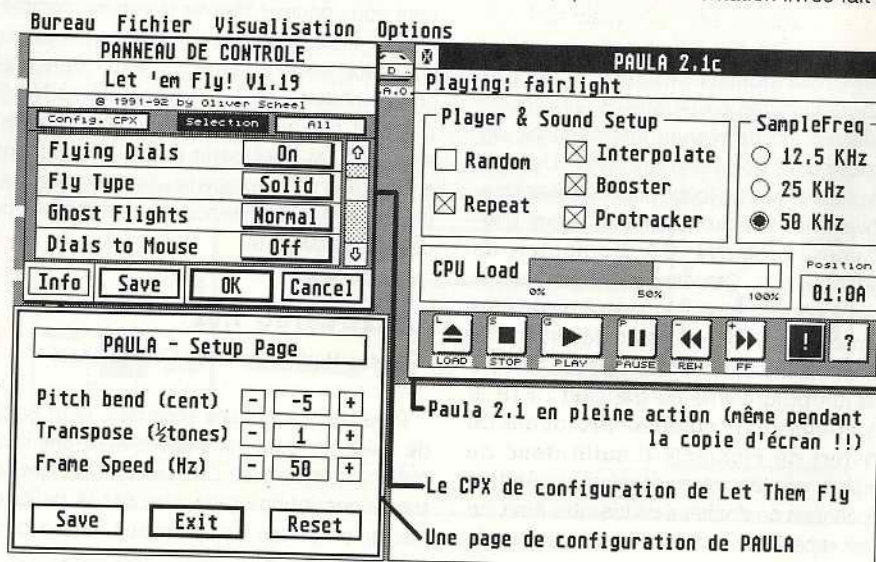 Bureau Fichier Visualisation Options
PANNEAU DE CONTROLE
Let 'em Fly! V1.19
© 1991-92 by Oliver Scheel
Config. CPX Selection All
Flying Dials On
Fly Type Solid
Ghost Flights Normal
Dials to Mouse Off
Info Save OK Cancel
PAULA 2.1c
Playing: fairlight
Player & Sound Setup
Random
Repeat
Interpolate
Booster
Protracker
SampleFreq
12.5 KHz
25 KHz
50 KHz
CPU Load
0% 50% 100%
Position
01:0A
L S G P - +
LOAD STOP PLAY PAUSE REW FF
! ?
PAULA - Setup Page
Pitch bend (cent) - -5 +
Transpose (½tones) - 1 +
Frame Speed (Hz) - 50 +
Save Exit Reset
Paula 2.1 en pleine action (même pendant
la copie d'écran !!)
Le CPX de configuration de Let Them Fly
Une page de configuration de PAULA